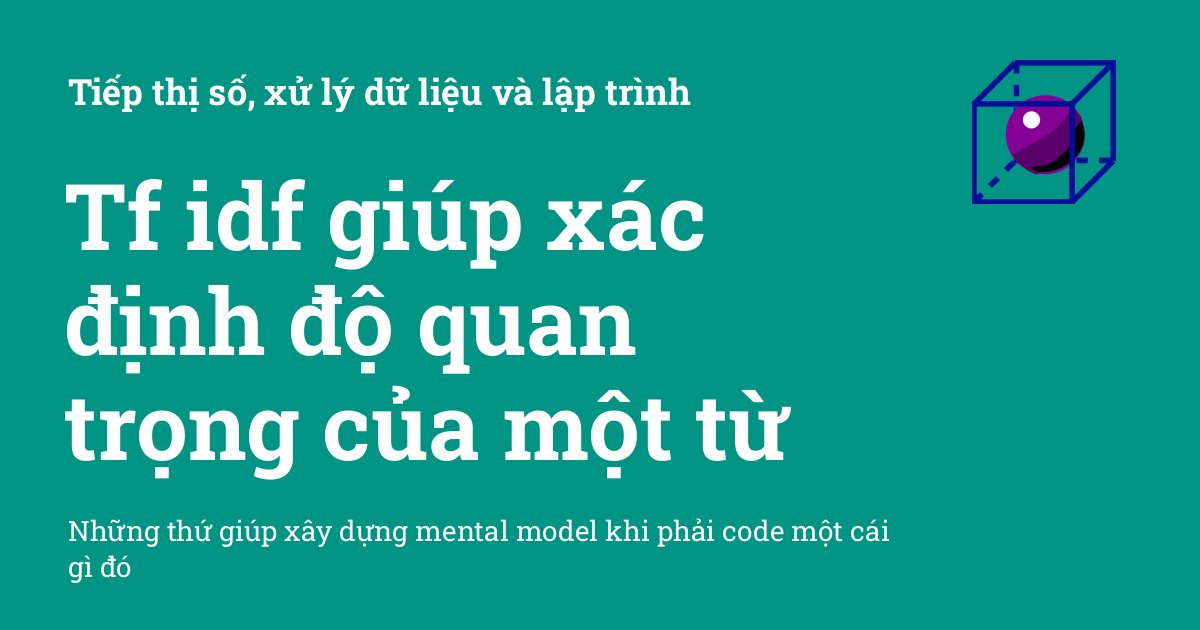 Tiếp thị số, xử lý dữ liệu và lập trình
Tf idf giúp xác
định độ quan
trọng của một từ
Những thứ giúp xây dựng mental model khi phải code một cái
gì đó